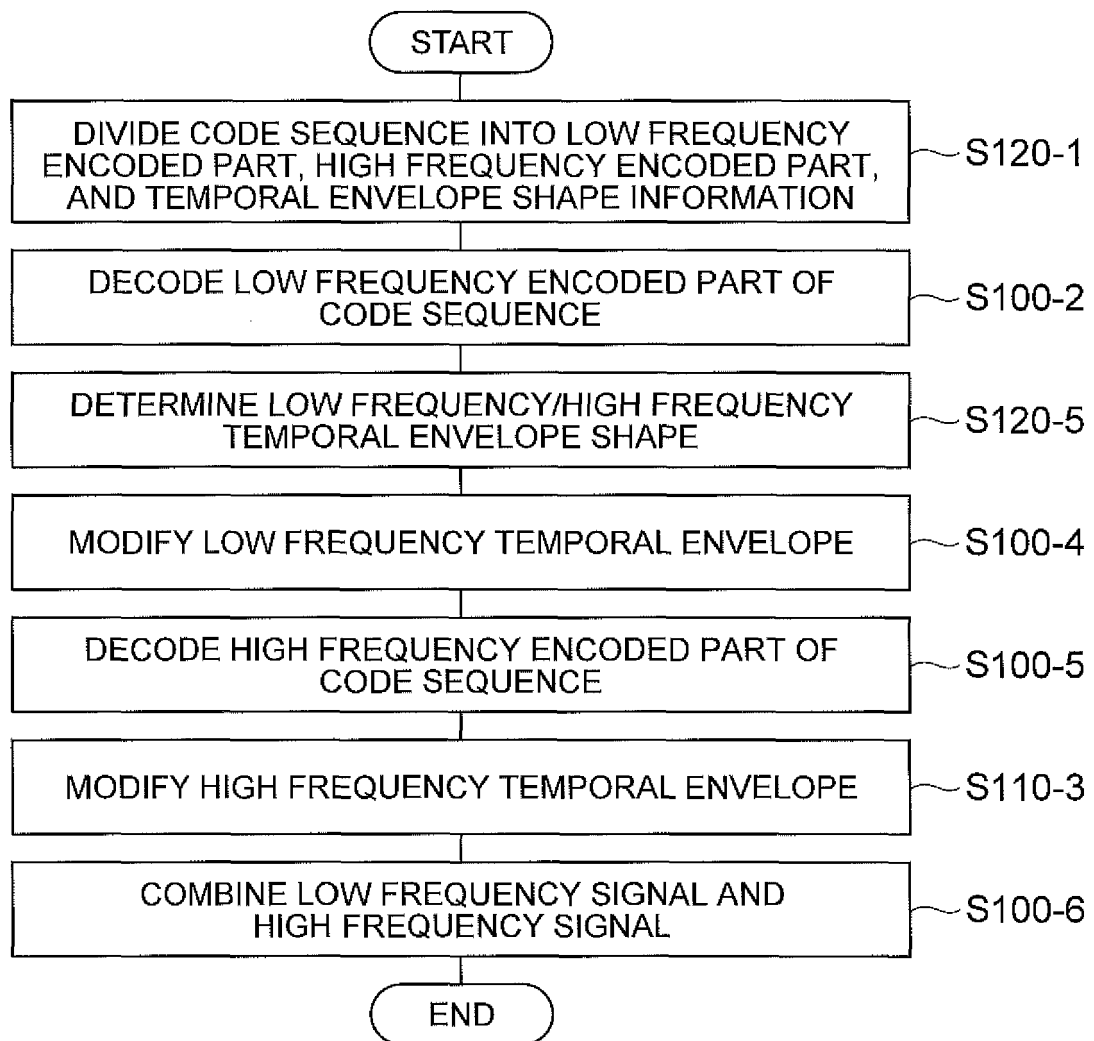 START
DIVIDE CODE SEQUENCE INTO LOW FREQUENCY
ENCODED PART, HIGH FREQUENCY ENCODED PART,
AND TEMPORAL ENVELOPE SHAPE INFORMATION
S120-1
DECODE LOW FREQUENCY ENCODED PART OF
CODE SEQUENCE
S100-2
DETERMINE LOW FREQUENCY/HIGH FREQUENCY
TEMPORAL ENVELOPE SHAPE
S120-5
MODIFY LOW FREQUENCY TEMPORAL ENVELOPE
S100-4
DECODE HIGH FREQUENCY ENCODED PART OF
CODE SEQUENCE
S100-5
MODIFY HIGH FREQUENCY TEMPORAL ENVELOPE
S110-3
COMBINE LOW FREQUENCY SIGNAL AND
HIGH FREQUENCY SIGNAL
S100-6
END